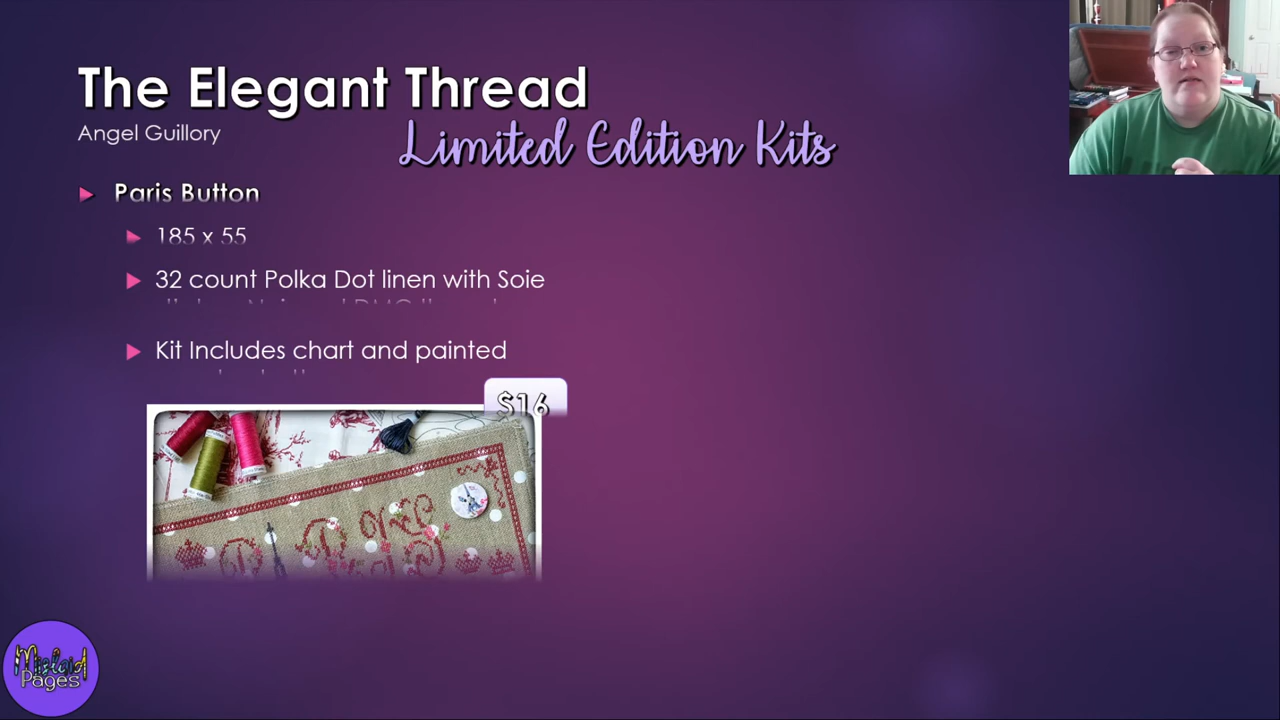 The Elegant Thread
Angel Guillory
Limited Edition Kits
Paris Button
185 x 55
32 count Polka Dot linen with Soie
Kit Includes chart and painted
$16
Mislaid
Pages